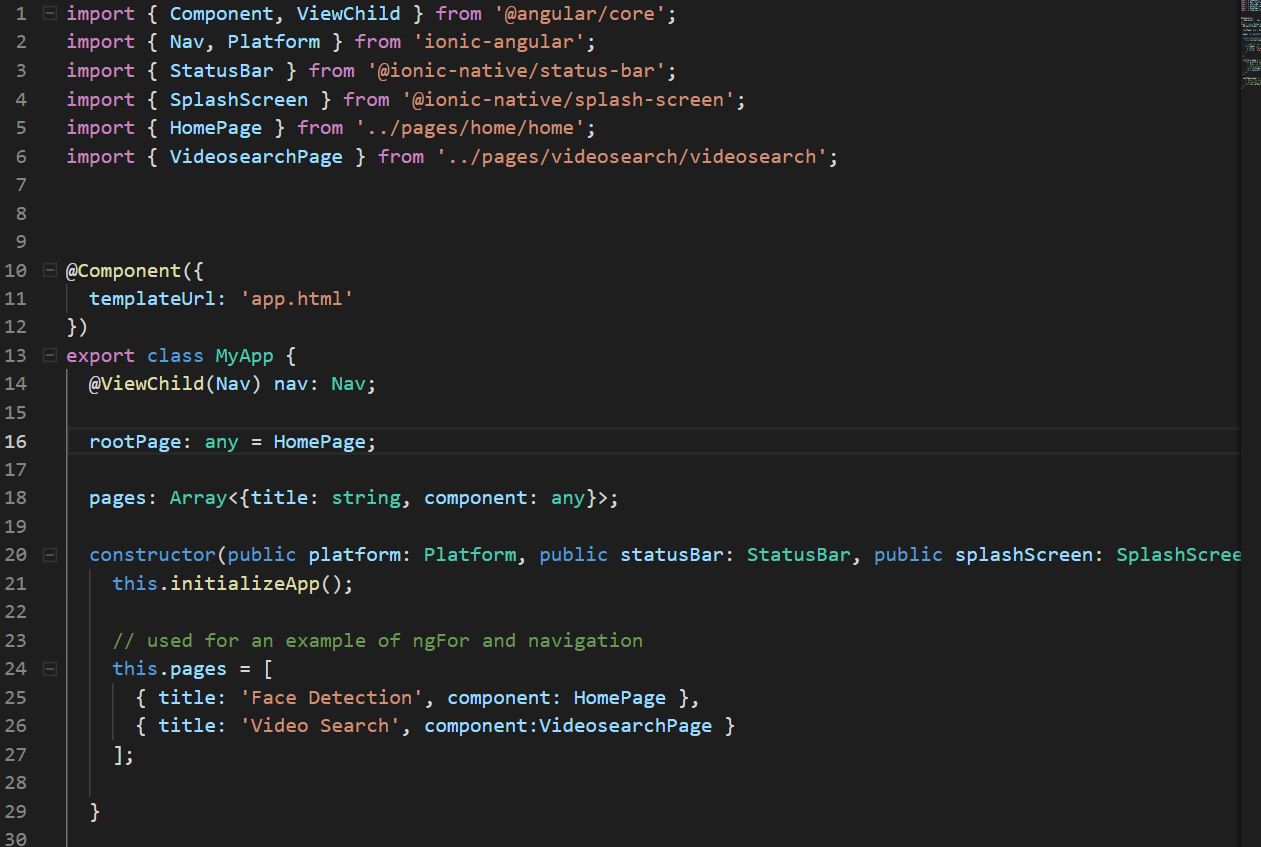 1 import { Component, ViewChild } from '@angular/core';
2 import { Nav, Platform } from 'ionic-angular';
3 import { StatusBar } from '@ionic-native/status-bar';
4 import { SplashScreen } from '@ionic-native/splash-screen';
5 import { HomePage } from '../pages/home/home';
6 import { VideosearchPage } from '../pages/videosearch/videosearch';
7
8
9
10 @Component({
11   templateUrl: 'app.html'
12 })
13 export class MyApp {
14   @ViewChild(Nav) nav: Nav;
15
16   rootPage: any = HomePage;
17
18   pages: Array<{title: string, component: any}>;
19
20   constructor(public platform: Platform, public statusBar: StatusBar, public splashScreen: SplashScree
21     this.initializeApp();
22
23     // used for an example of ngFor and navigation
24     this.pages = [
25       { title: 'Face Detection', component: HomePage },
26       { title: 'Video Search', component:VideosearchPage }
27     ];
28
29   }
30